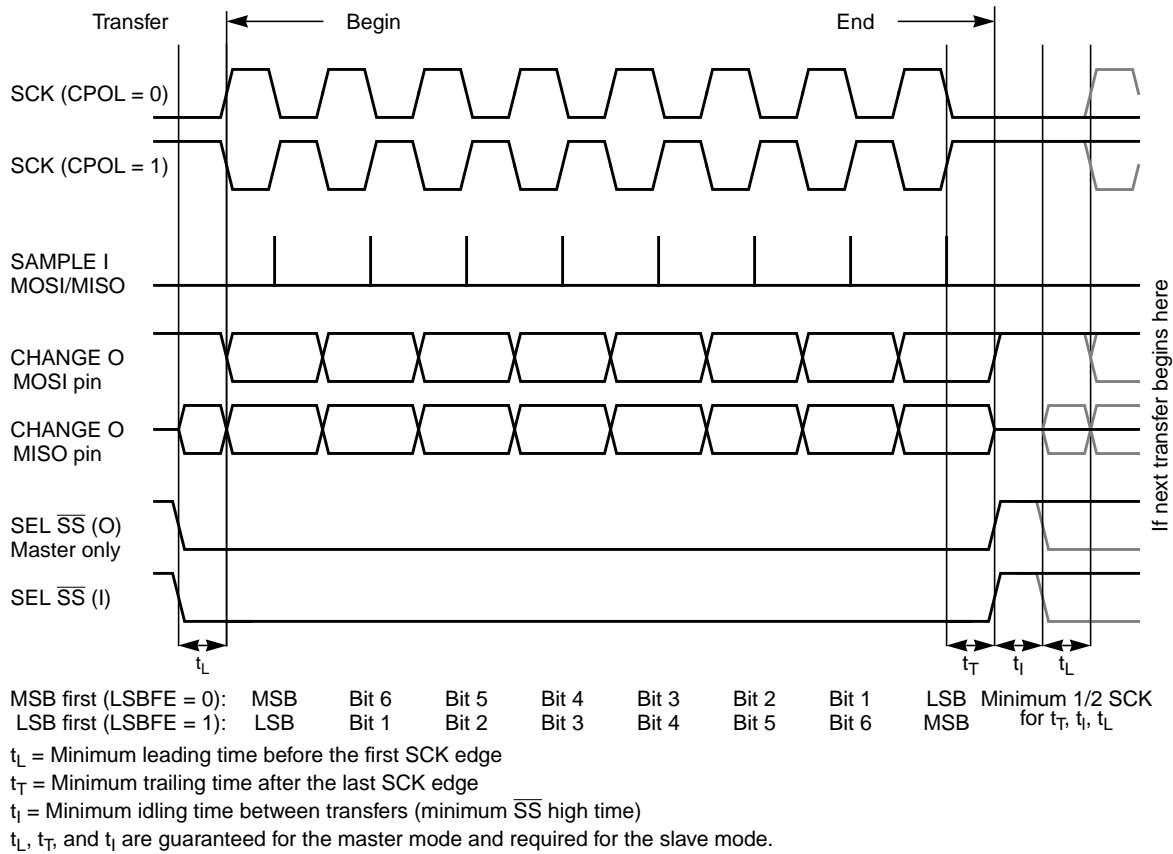 Transfer Begin End
SCK (CPOL = 0)
SCK (CPOL = 1)
SAMPLE I
MOSI/MISO
CHANGE O
MOSI pin
CHANGE O
MISO pin
SEL S̅S̅ (O)
Master only
SEL S̅S̅ (I)
If next transfer begins here
tL tT tI tL
MSB first (LSBFE = 0): MSB Bit 6 Bit 5 Bit 4 Bit 3 Bit 2 Bit 1 LSB Minimum 1/2 SCK
LSB first (LSBFE = 1): LSB Bit 1 Bit 2 Bit 3 Bit 4 Bit 5 Bit 6 MSB for tT, tI, tL
tL = Minimum leading time before the first SCK edge
tT = Minimum trailing time after the last SCK edge
tI = Minimum idling time between transfers (minimum S̅S̅ high time)
tL, tT, and tI are guaranteed for the master mode and required for the slave mode.